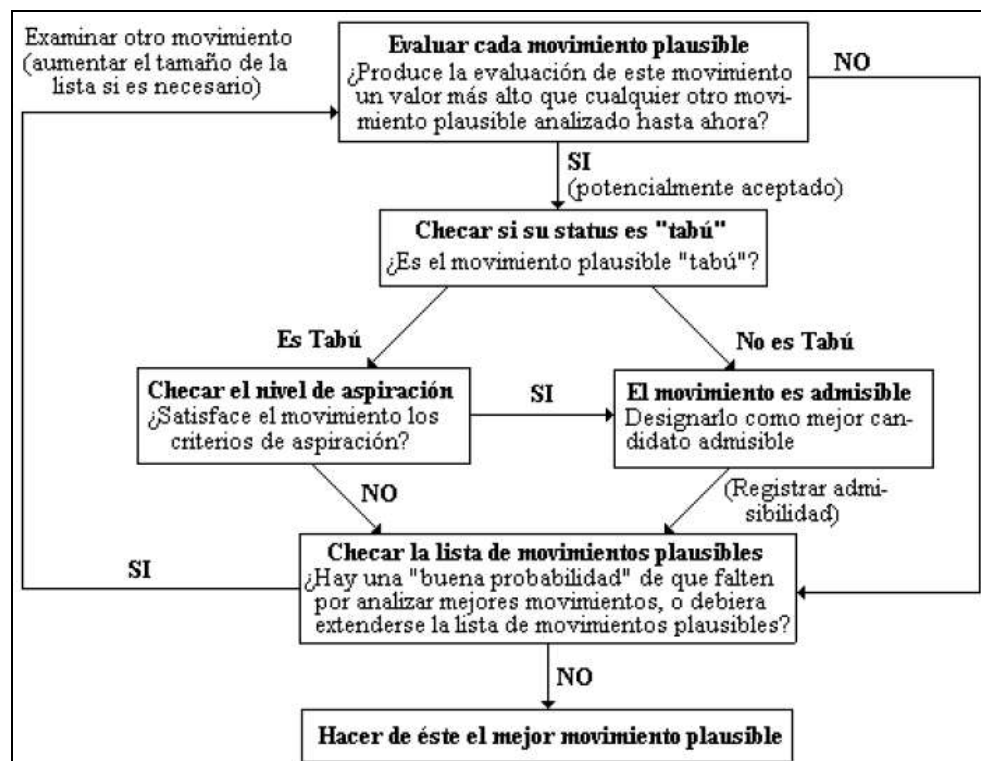 Examinar otro movimiento
(aumentar el tamaño de la
lista si es necesario)
Evaluar cada movimiento plausible
¿Produce la evaluación de este movimiento
un valor más alto que cualquier otro movi-
miento plausible analizado hasta ahora?
NO
SI
(potencialmente aceptado)
Checar si su status es "tabú"
¿Es el movimiento plausible "tabú"?
Es Tabú
No es Tabú
Checar el nivel de aspiración
¿Satisface el movimiento los
criterios de aspiración?
SI
El movimiento es admisible
Designarlo como mejor can-
didato admisible
NO
(Registrar admi-
sibilidad)
SI
Checar la lista de movimientos plausibles
¿Hay una "buena probabilidad" de que falten
por analizar mejores movimientos, o debiera
extenderse la lista de movimientos plausibles?
NO
Hacer de éste el mejor movimiento plausible